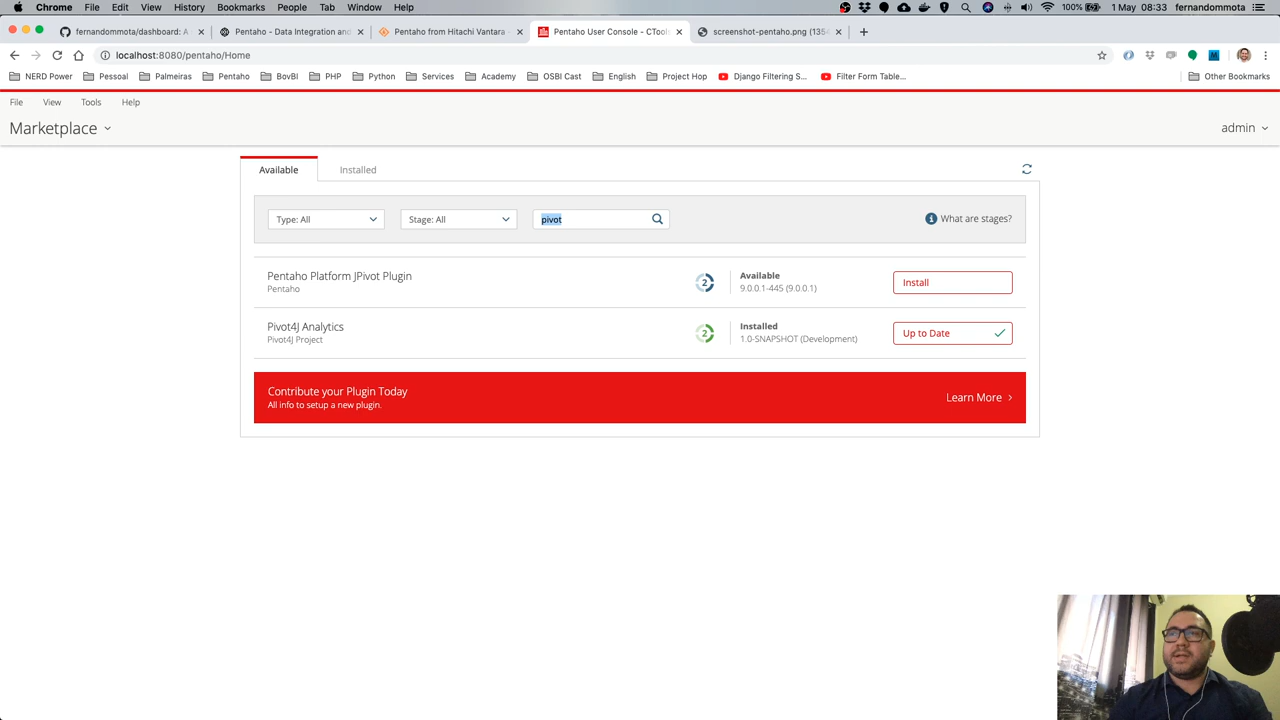 Chrome File Edit View History Bookmarks People Tab Window Help
100% 1 May 08:33 fernandommota
fernandommota/dashboard: A
Pentaho - Data Integration and
Pentaho from Hitachi Vantara
Pentaho User Console - CTool
screenshot-pentaho.png (135
localhost:8080/pentaho/Home
NERD Power Pessoal Palmeiras Pentaho BovBI PHP Python Services Academy OSBI Cast English Project Hop Django Filtering S... Filter Form Table... Other Bookmarks
File View Tools Help
Marketplace
admin
Available Installed
Type: All Stage: All pivot What are stages?
Pentaho Platform JPivot Plugin
Pentaho
2
Available
9.0.0.1-445 (9.0.0.1)
Install
Pivot4J Analytics
Pivot4J Project
2
Installed
1.0-SNAPSHOT (Development)
Up to Date
Contribute your Plugin Today
All info to setup a new plugin.
Learn More